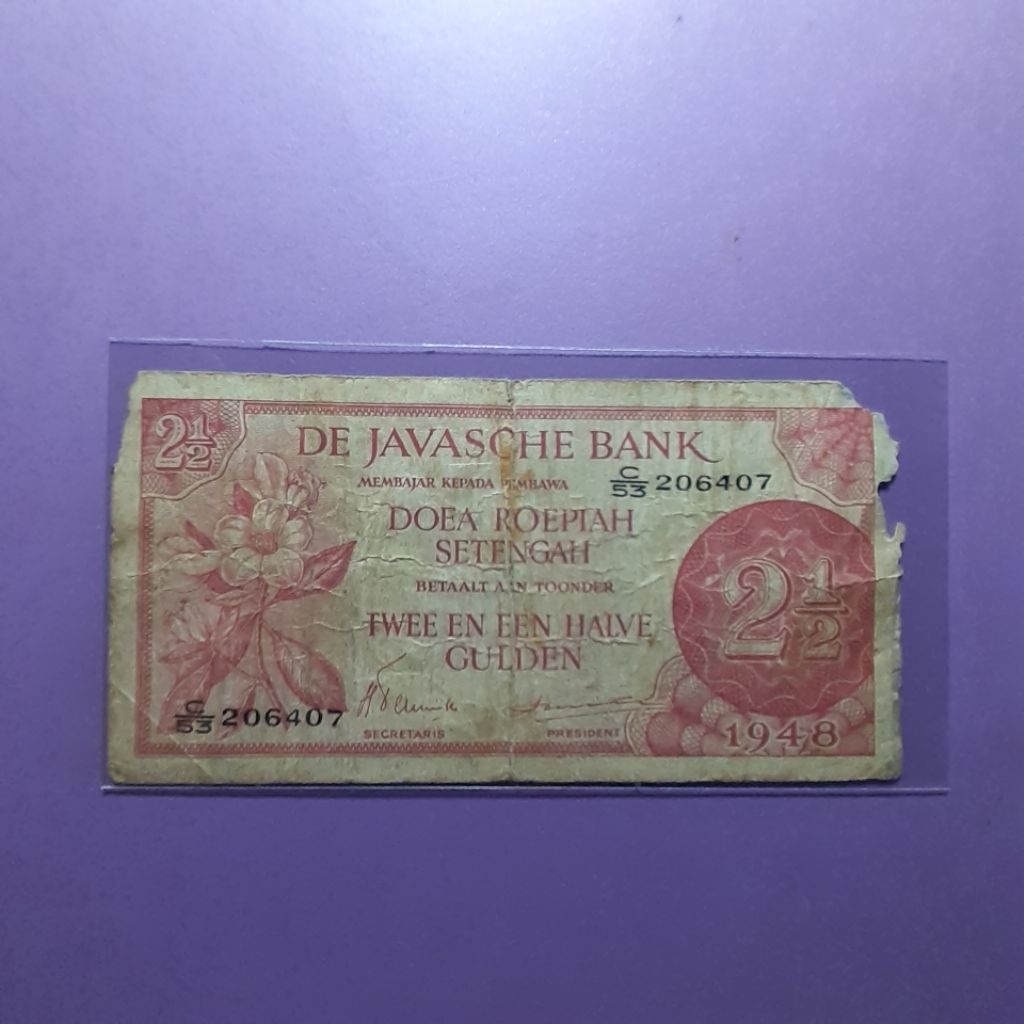 2½
DE JAVASCHE BANK
MEMBAJAR KEPADA PEMBAWA
C/53 206407
DOEA ROEPIAH
SETENGAH
BETAALT AAN TOONDER
TWEE EN EEN HALVE
GULDEN
2½
C/53 206407
SECRETARIS
PRESIDENT
1948